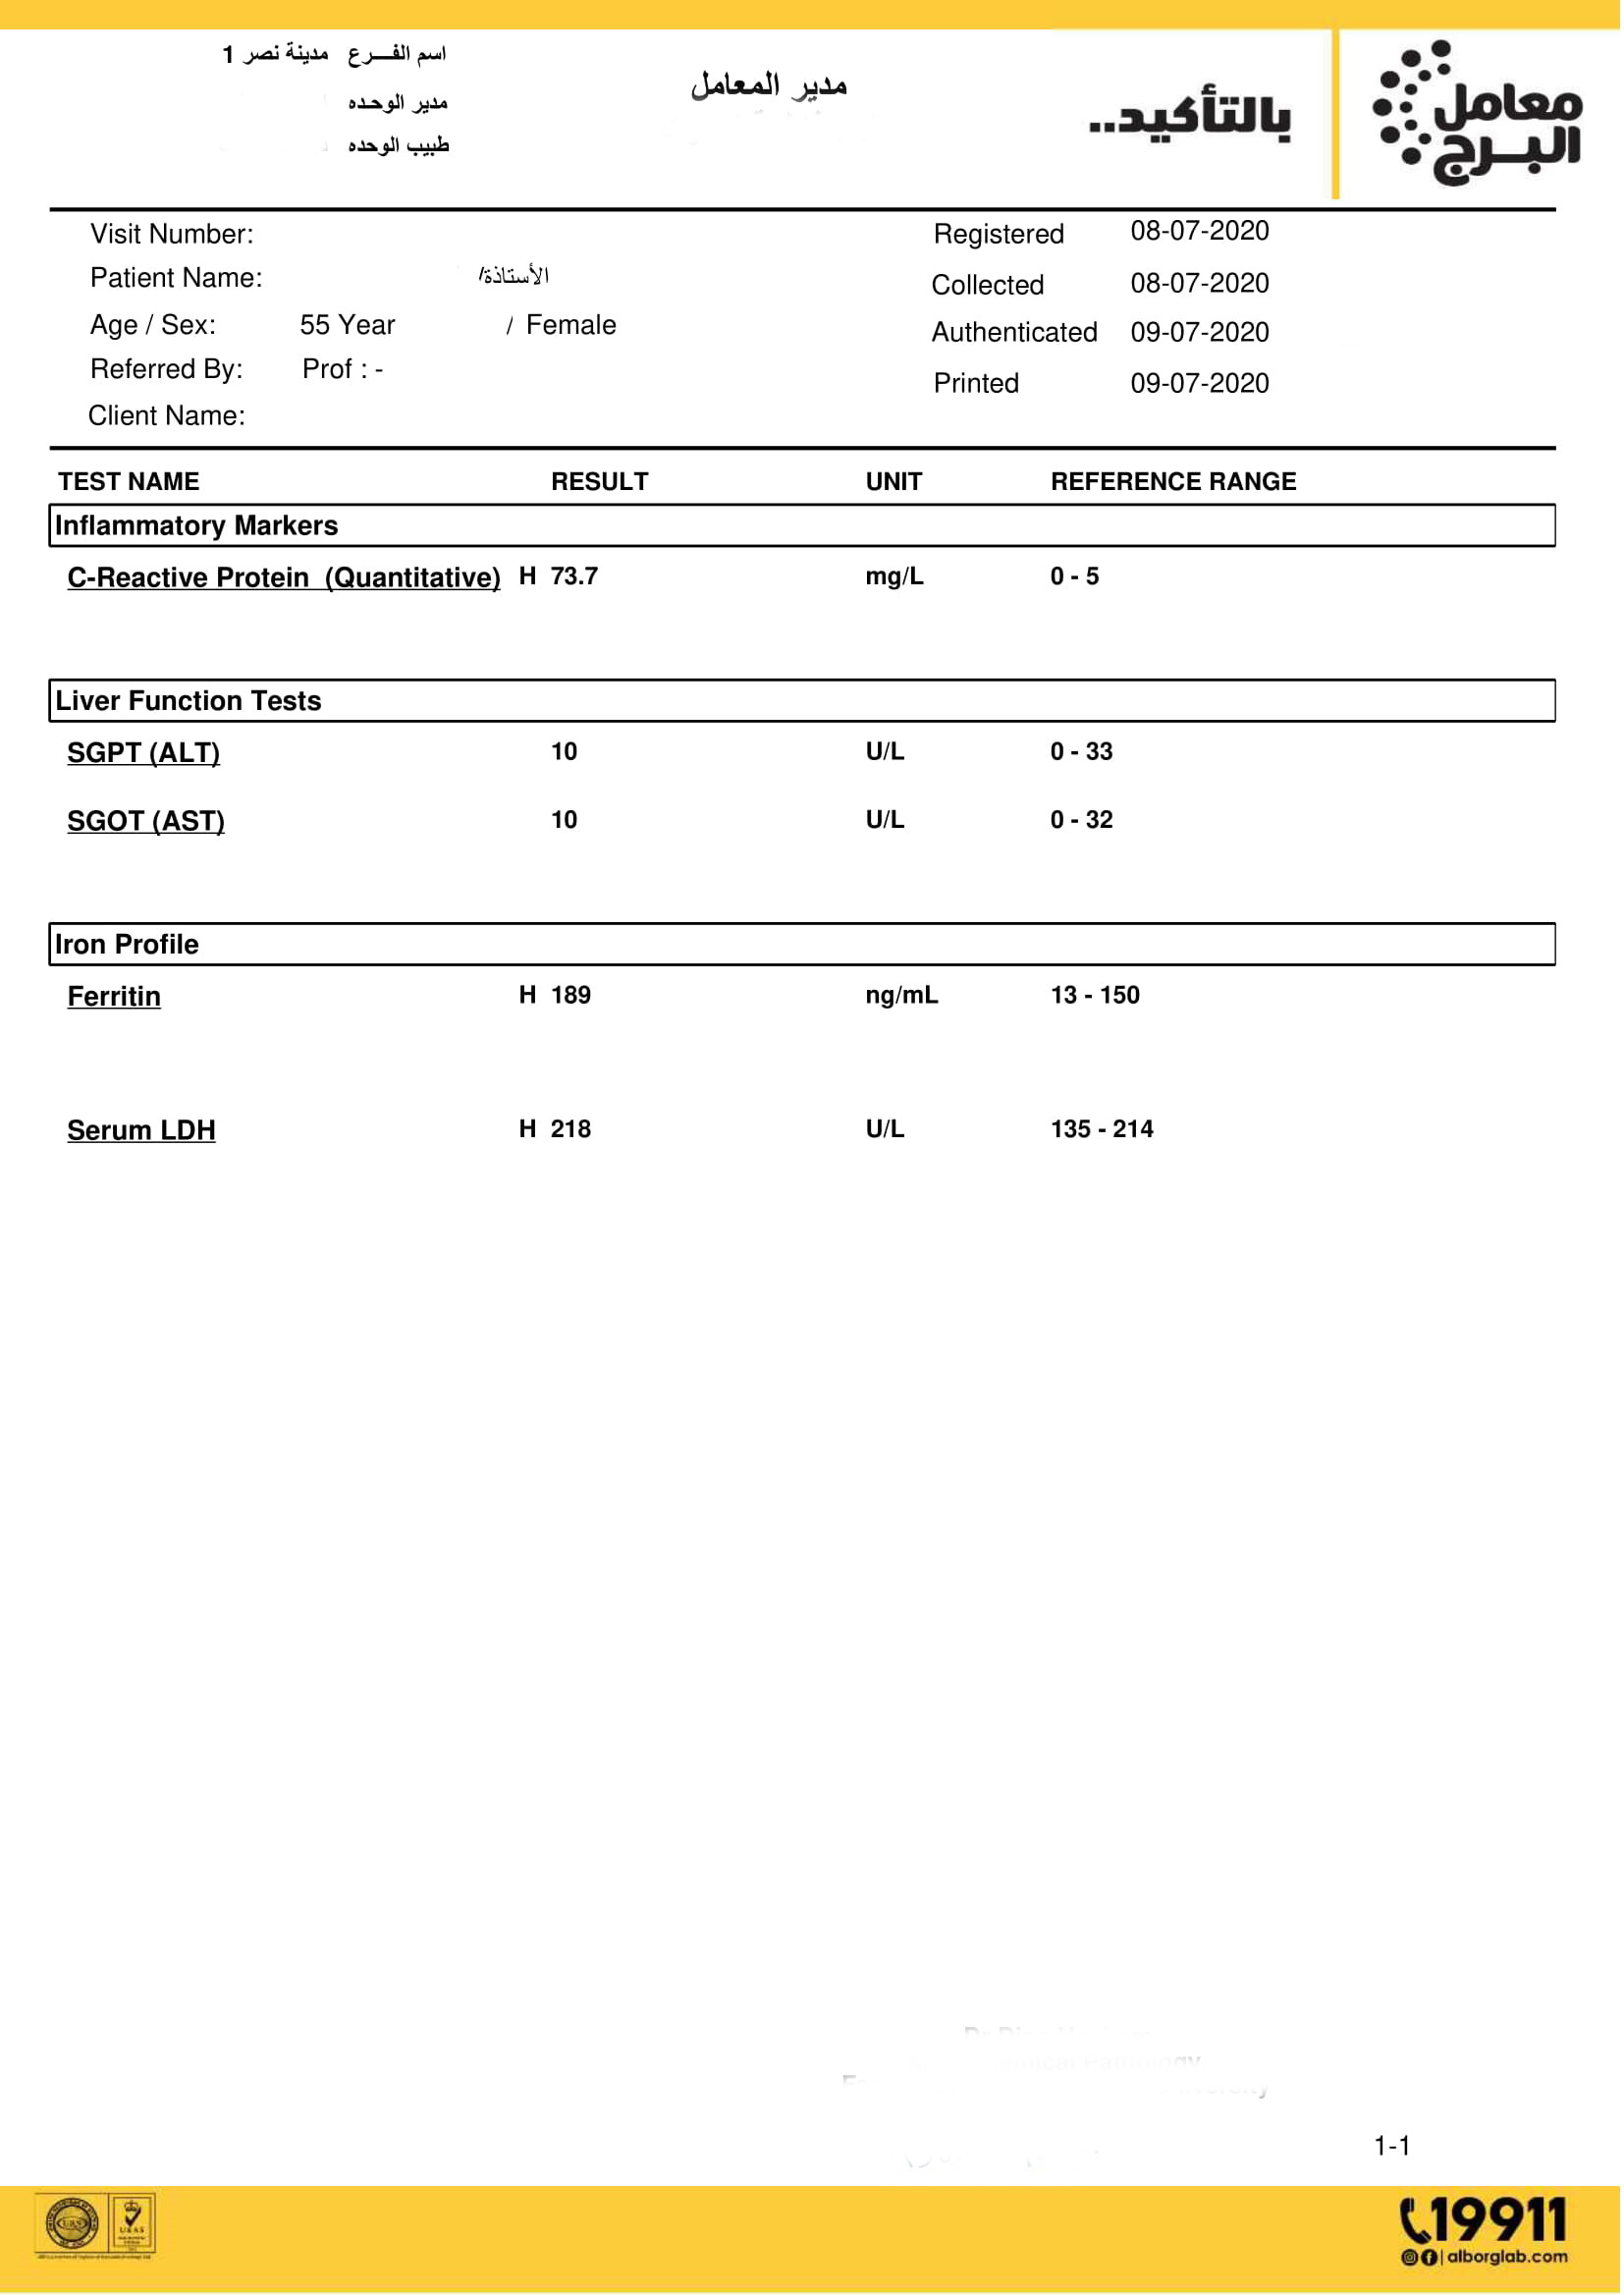 اسم الفـــرع مدينة نصر 1
مدير الوحده
طبيب الوحده
مدير المعامل
بالتأكيد..
معامل
البرج
Visit Number:
Patient Name: الأستاذة/
Age / Sex: 55 Year / Female
Referred By: Prof : -
Client Name:
Registered 08-07-2020
Collected 08-07-2020
Authenticated 09-07-2020
Printed 09-07-2020
TEST NAME RESULT UNIT REFERENCE RANGE
Inflammatory Markers
C-Reactive Protein (Quantitative) H 73.7 mg/L 0 - 5
Liver Function Tests
SGPT (ALT) 10 U/L 0 - 33
SGOT (AST) 10 U/L 0 - 32
Iron Profile
Ferritin H 189 ng/mL 13 - 150
Serum LDH H 218 U/L 135 - 214
1-1
URS
UKAS
19911
alborglab.com